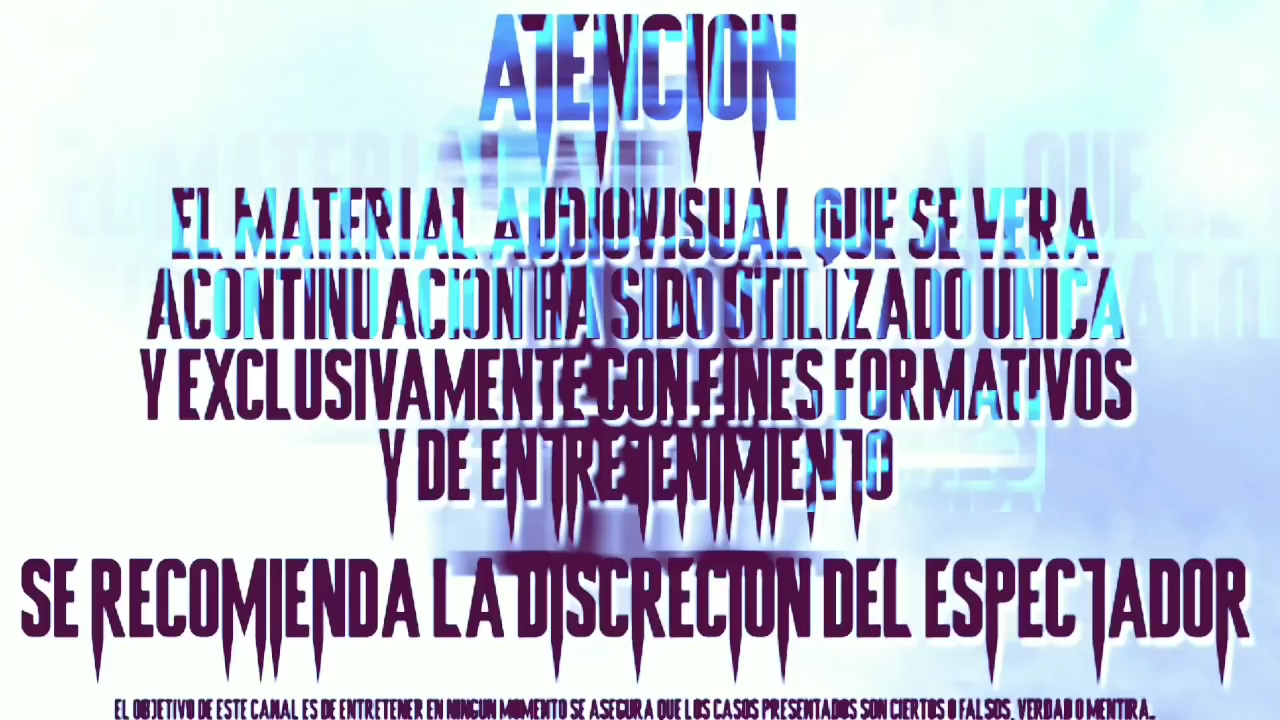 ATENCION
EL MATERIAL AUDIOVISUAL QUE SE VERA
ACONTINUACION HA SIDO UTILIZADO UNICA
Y EXCLUSIVAMENTE CON FINES FORMATIVOS
Y DE ENTRETENIMIENTO
SE RECOMIENDA LA DISCRECION DEL ESPECTADOR
EL OBJETIVO DE ESTE CANAL ES DE ENTRETENER EN NINGUN MOMENTO SE ASEGURA QUE LOS CASOS PRESENTADOS SON CIERTOS O FALSOS, VERDAD O MENTIRA..